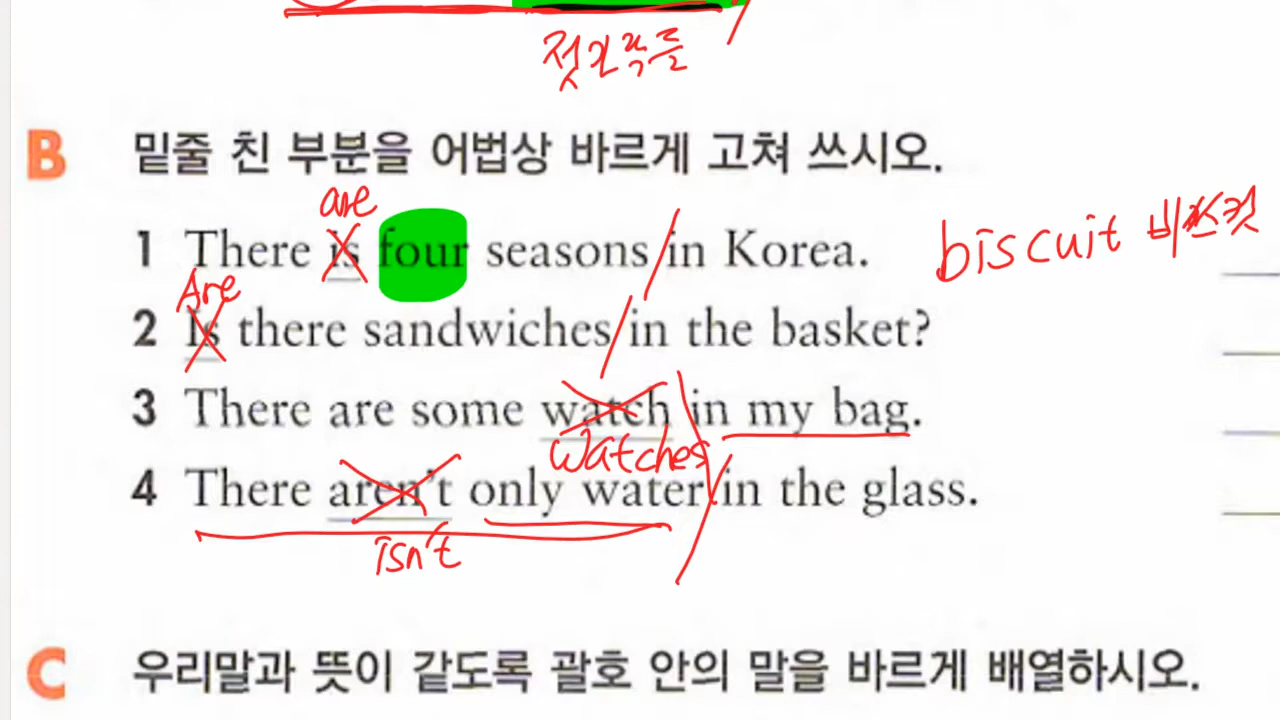 젓가락들
B 밑줄 친 부분을 어법상 바르게 고쳐 쓰시오.
are
1 There is four seasons in Korea.
biscuit 비스킷
Are
2 Is there sandwiches in the basket?
3 There are some watch in my bag.
watches
4 There aren't only water in the glass.
isn't
C 우리말과 뜻이 같도록 괄호 안의 말을 바르게 배열하시오.